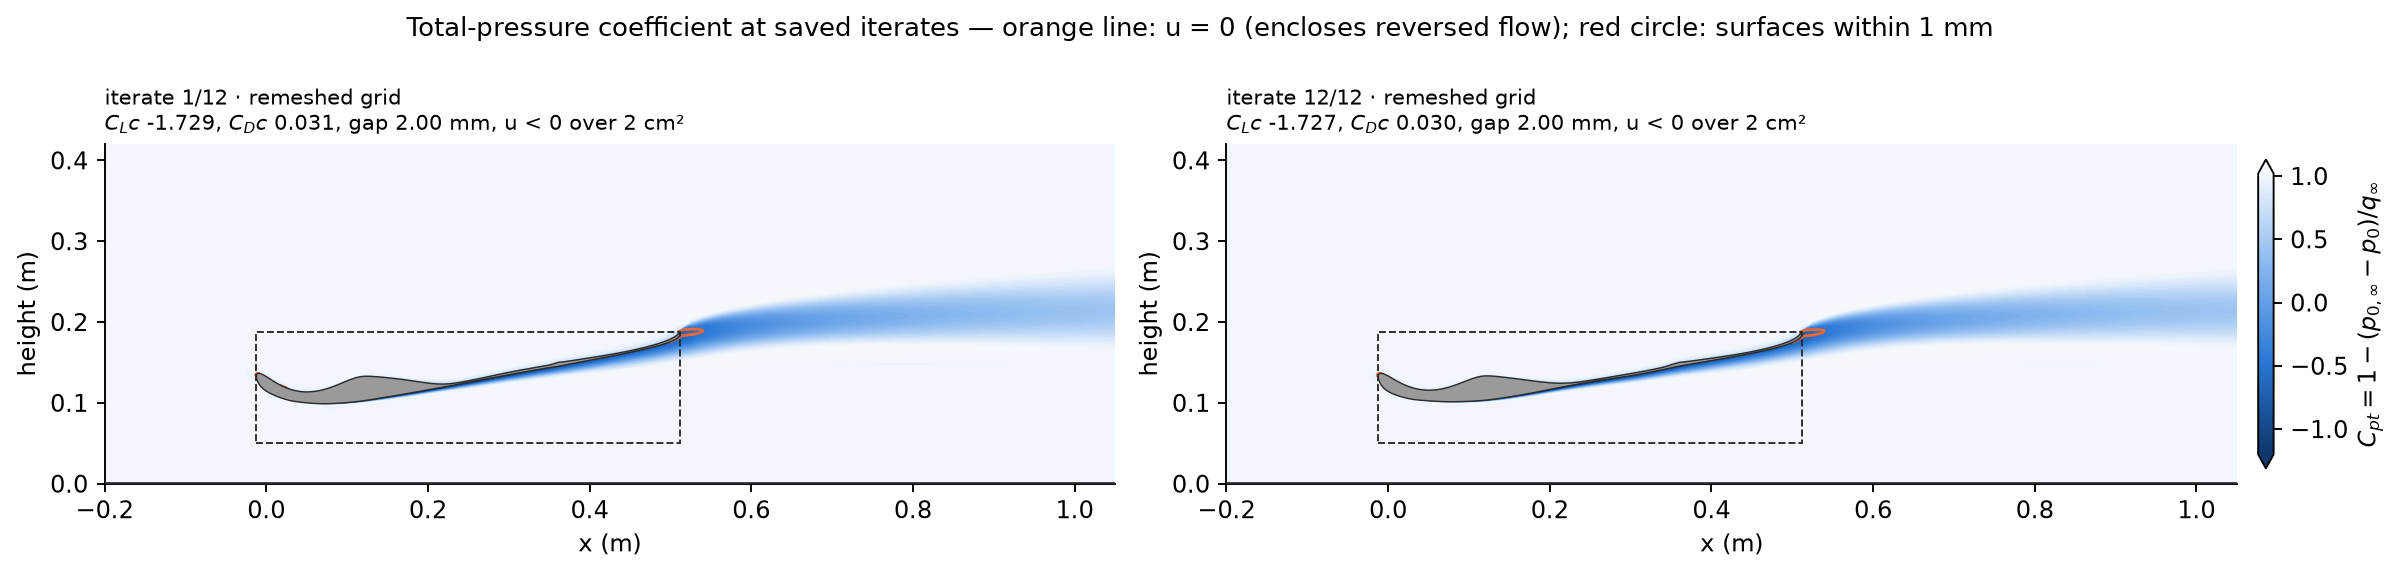 Total-pressure coefficient at saved iterates — orange line: u = 0 (encloses reversed flow); red circle: surfaces within 1 mm
iterate 1/12 · remeshed grid
C_Lc -1.729, C_Dc 0.031, gap 2.00 mm, u < 0 over 2 cm²
0.4
0.3
0.2
0.1
0.0
height (m)
−0.2
0.0
0.2
0.4
0.6
0.8
1.0
x (m)
iterate 12/12 · remeshed grid
C_Lc -1.727, C_Dc 0.030, gap 2.00 mm, u < 0 over 2 cm²
0.4
0.3
0.2
0.1
0.0
height (m)
−0.2
0.0
0.2
0.4
0.6
0.8
1.0
x (m)
1.0
0.5
0.0
−0.5
−1.0
C_pt = 1 − (p_0,∞ − p_0)/q_∞